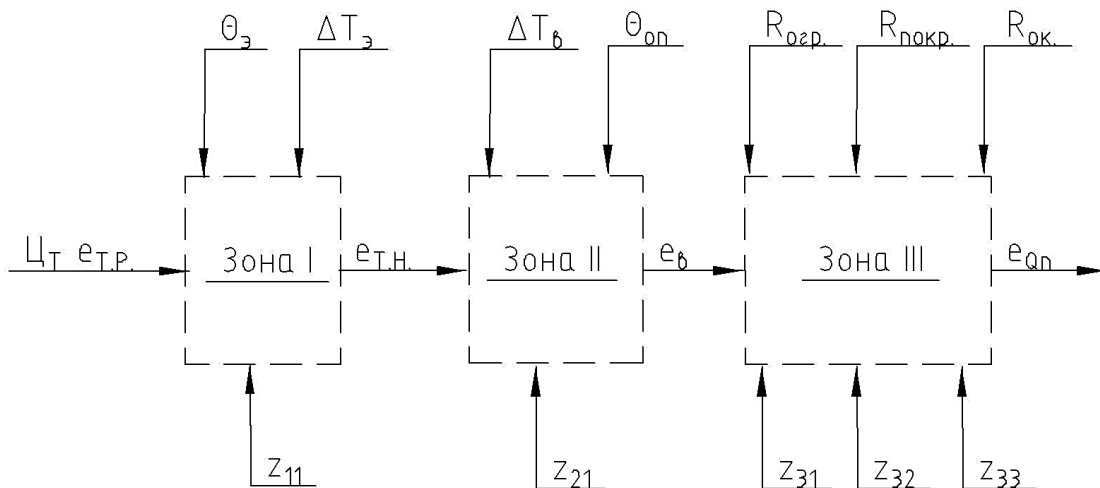 Θэ ΔTэ ΔTв Θоп Rогр. Rпокр. Rок.
Цт eТ.Р. Зона I eТ.Н. Зона II eв Зона III eQп
z11 z21 z31 z32 z33